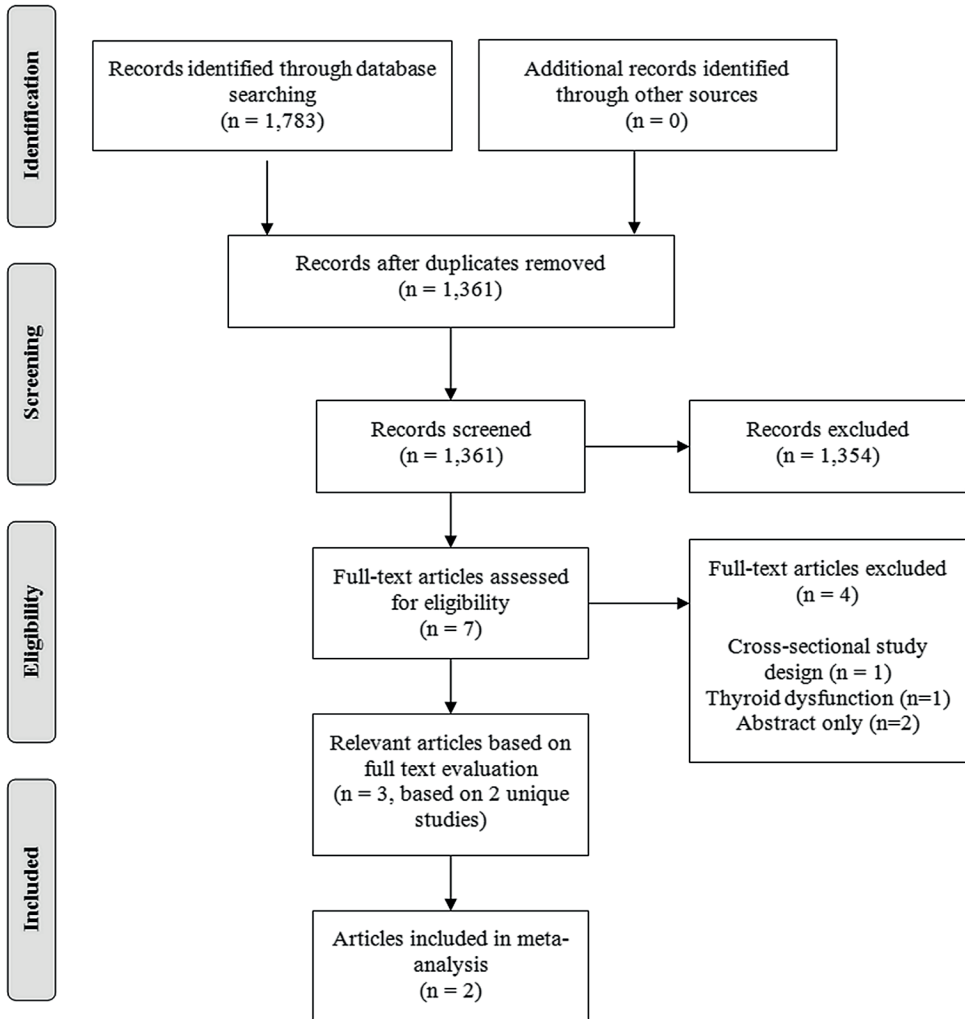 Identification
Records identified through database
searching
(n = 1,783)
Additional records identified
through other sources
(n = 0)
Screening
Records after duplicates removed
(n = 1,361)
Records screened
(n = 1,361)
Records excluded
(n = 1,354)
Eligibility
Full-text articles assessed
for eligibility
(n = 7)
Full-text articles excluded
(n = 4)
Cross-sectional study
design (n = 1)
Thyroid dysfunction (n=1)
Abstract only (n=2)
Relevant articles based on
full text evaluation
(n = 3, based on 2 unique
studies)
Included
Articles included in meta-
analysis
(n = 2)